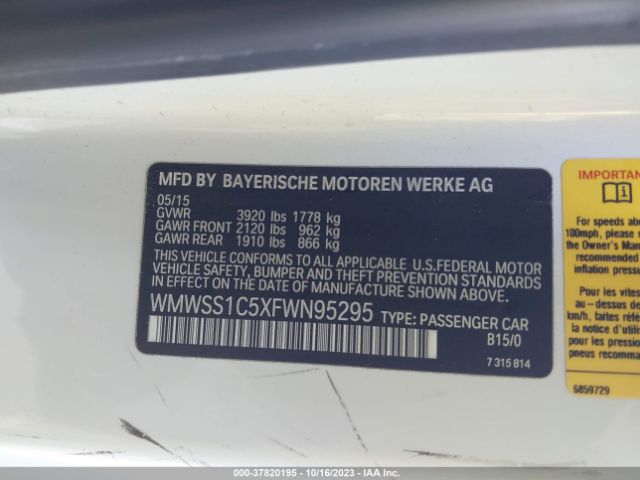 MFD BY BAYERISCHE MOTOREN WERKE AG
05/15
GVWR 3920 lbs 1778 kg
GAWR FRONT 2120 lbs 962 kg
GAWR REAR 1910 lbs 866 kg
THIS VEHICLE CONFORMS TO ALL APPLICABLE U.S.FEDERAL MOTOR
VEHICLE SAFETY, BUMPER AND THEFT PREVENTION STANDARDS
IN EFFECT ON THE DATE OF MANUFACTURE SHOWN ABOVE.
WMWSS1C5XFWN95295 TYPE: PASSENGER CAR
B15/0
7 315 814
IMPORTAN
For speeds abo
100mph, please r
the Owner's Man
recommended
inflation pressu
Pour les vites
au - dessus de
km/h, faites réfé
la notice d'utilis
pour les pressi
pneus recomma
6859729
000-37820195 - 10/16/2023 - IAA Inc.